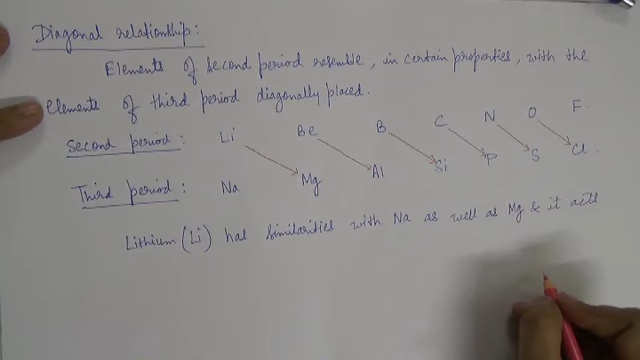 Diagonal relationship:
Elements of second period resemble, in certain properties, with the
elements of third period diagonally placed.
Second period: Li Be B C N O F.
Third period: Na Mg Al Si P S Cl.
Lithium (Li) has similarities with Na as well as Mg & it acts